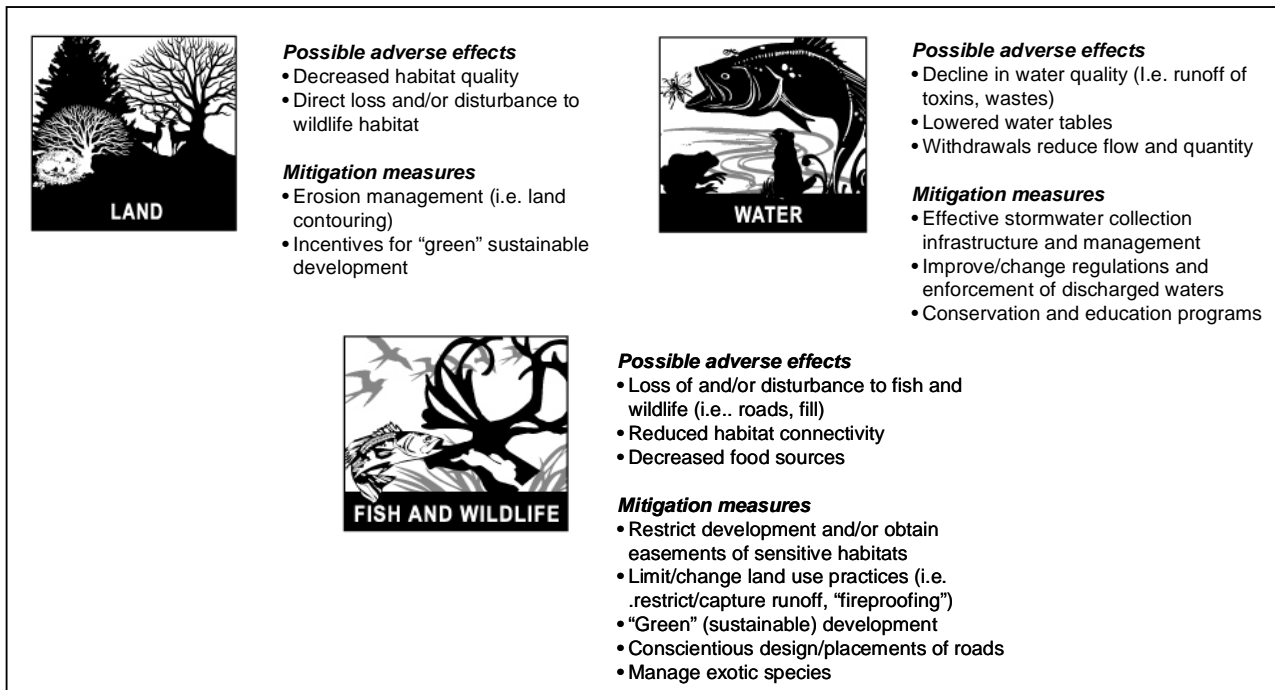 LAND
Possible adverse effects
• Decreased habitat quality
• Direct loss and/or disturbance to
wildlife habitat
Mitigation measures
• Erosion management (i.e. land
contouring)
• Incentives for “green” sustainable
development
WATER
Possible adverse effects
• Decline in water quality (I.e. runoff of
toxins, wastes)
• Lowered water tables
• Withdrawals reduce flow and quantity
Mitigation measures
• Effective stormwater collection
infrastructure and management
• Improve/change regulations and
enforcement of discharged waters
• Conservation and education programs
FISH AND WILDLIFE
Possible adverse effects
• Loss of and/or disturbance to fish and
wildlife (i.e.. roads, fill)
• Reduced habitat connectivity
• Decreased food sources
Mitigation measures
• Restrict development and/or obtain
easements of sensitive habitats
• Limit/change land use practices (i.e.
.restrict/capture runoff, “fireproofing”)
• “Green” (sustainable) development
• Conscientious design/placements of roads
• Manage exotic species